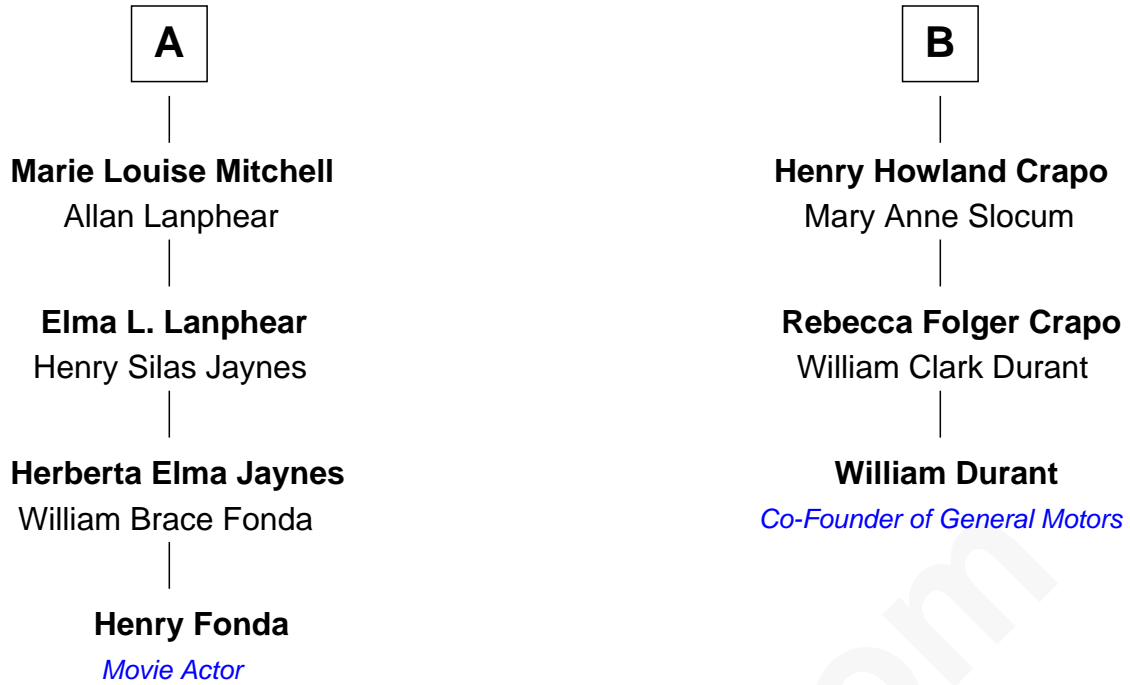 A
Marie Louise Mitchell
Allan Lanphear
Elma L. Lanphear
Henry Silas Jaynes
Herberta Elma Jaynes
William Brace Fonda
Henry Fonda
Movie Actor
B
Henry Howland Crapo
Mary Anne Slocum
Rebecca Folger Crapo
William Clark Durant
William Durant
Co-Founder of General Motors
om